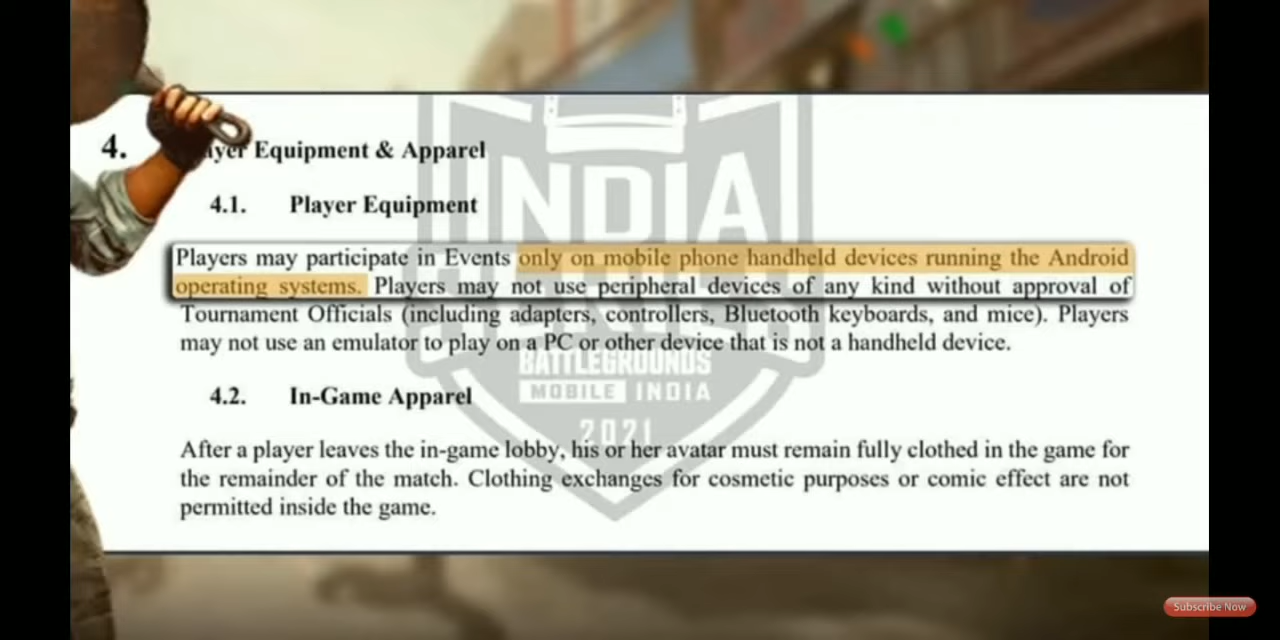 4. Player Equipment & Apparel
4.1. Player Equipment
Players may participate in Events only on mobile phone handheld devices running the Android
operating systems. Players may not use peripheral devices of any kind without approval of
Tournament Officials (including adapters, controllers, Bluetooth keyboards, and mice). Players
may not use an emulator to play on a PC or other device that is not a handheld device.
4.2. In-Game Apparel
After a player leaves the in-game lobby, his or her avatar must remain fully clothed in the game for
the remainder of the match. Clothing exchanges for cosmetic purposes or comic effect are not
permitted inside the game.
INDIA
SERIES
BATTLEGROUNDS
MOBILE INDIA
2021
Subscribe Now